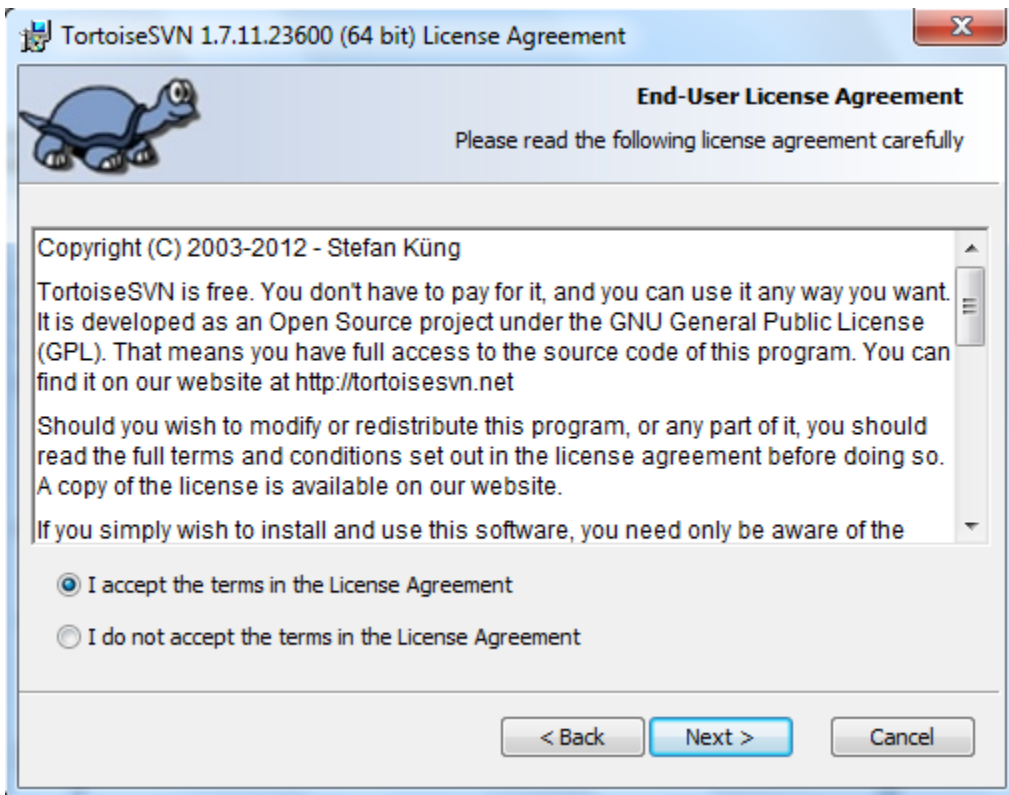 TortoiseSVN 1.7.11.23600 (64 bit) License Agreement
End-User License Agreement
Please read the following license agreement carefully
Copyright (C) 2003-2012 - Stefan Küng
TortoiseSVN is free. You don't have to pay for it, and you can use it any way you want.
It is developed as an Open Source project under the GNU General Public License
(GPL). That means you have full access to the source code of this program. You can
find it on our website at http://tortoisesvn.net
Should you wish to modify or redistribute this program, or any part of it, you should
read the full terms and conditions set out in the license agreement before doing so.
A copy of the license is available on our website.
If you simply wish to install and use this software, you need only be aware of the
I accept the terms in the License Agreement
I do not accept the terms in the License Agreement
< Back Next > Cancel